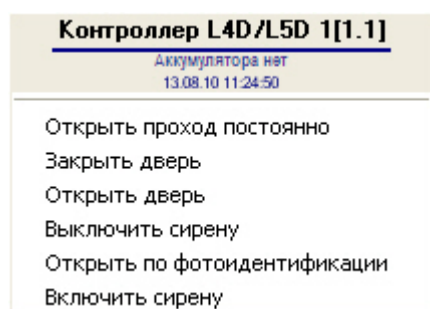 Контроллер L4D/L5D 1[1.1]
Аккумулятора нет
13.08.10 11:24:50
Открыть проход постоянно
Закрыть дверь
Открыть дверь
Выключить сирену
Открыть по фотоидентификации
Включить сирену